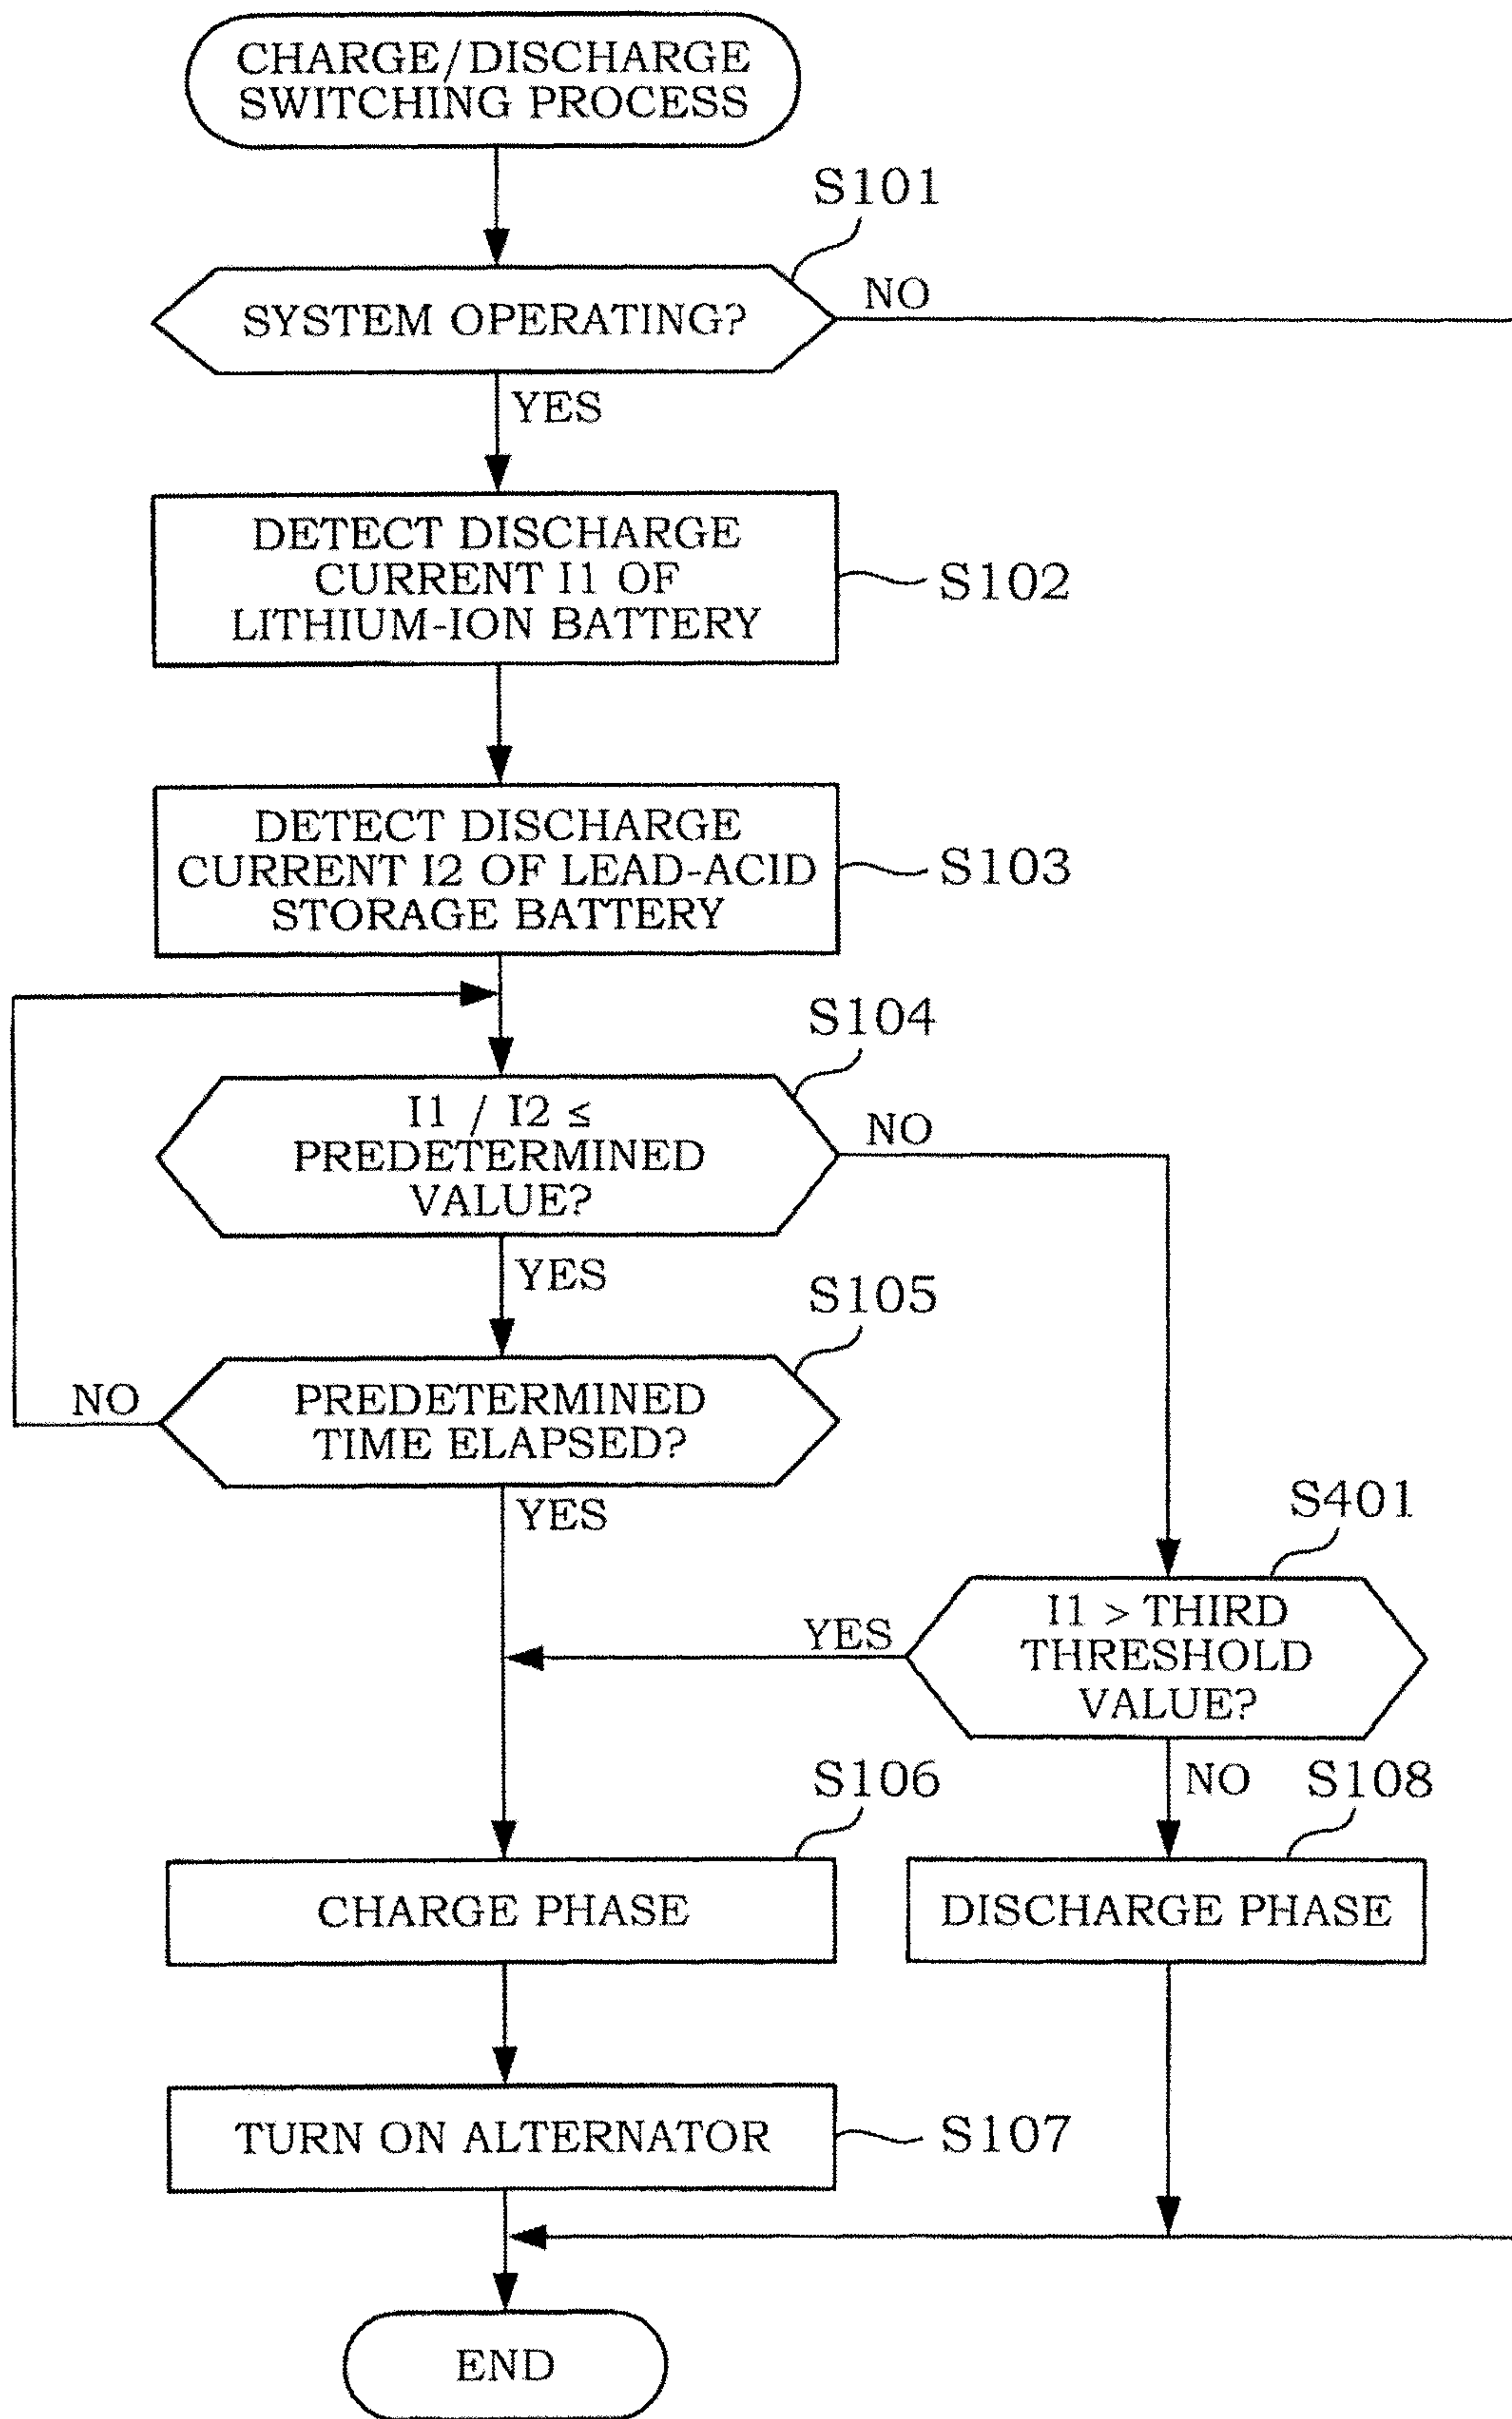 CHARGE/DISCHARGE
SWITCHING PROCESS
S101
SYSTEM OPERATING?
NO
YES
DETECT DISCHARGE
CURRENT I1 OF
LITHIUM-ION BATTERY
S102
DETECT DISCHARGE
CURRENT I2 OF LEAD-ACID
STORAGE BATTERY
S103
S104
I1 / I2 ≤
PREDETERMINED
VALUE?
NO
YES
S105
PREDETERMINED
TIME ELAPSED?
NO
YES
S401
I1 > THIRD
THRESHOLD
VALUE?
YES
NO
S106
S108
CHARGE PHASE
DISCHARGE PHASE
TURN ON ALTERNATOR
S107
END